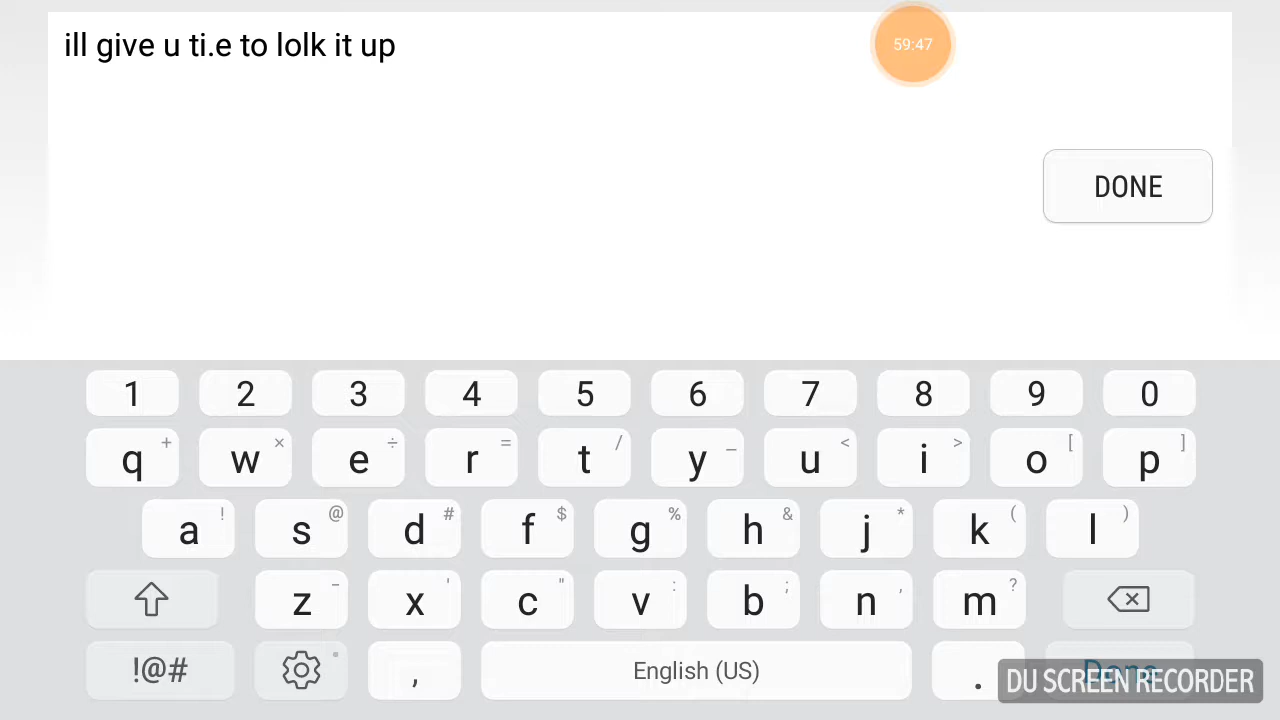 ill give u ti.e to lolk it up
59:47
DONE
1 2 3 4 5 6 7 8 9 0
q + w × e ÷ r = t / y _ u < i > o [ p ]
a ! s @ d # f $ g % h & j * k ( l )
z - x ' c " v : b ; n , m ?
!@# , English (US) . Done
DU SCREEN RECORDER